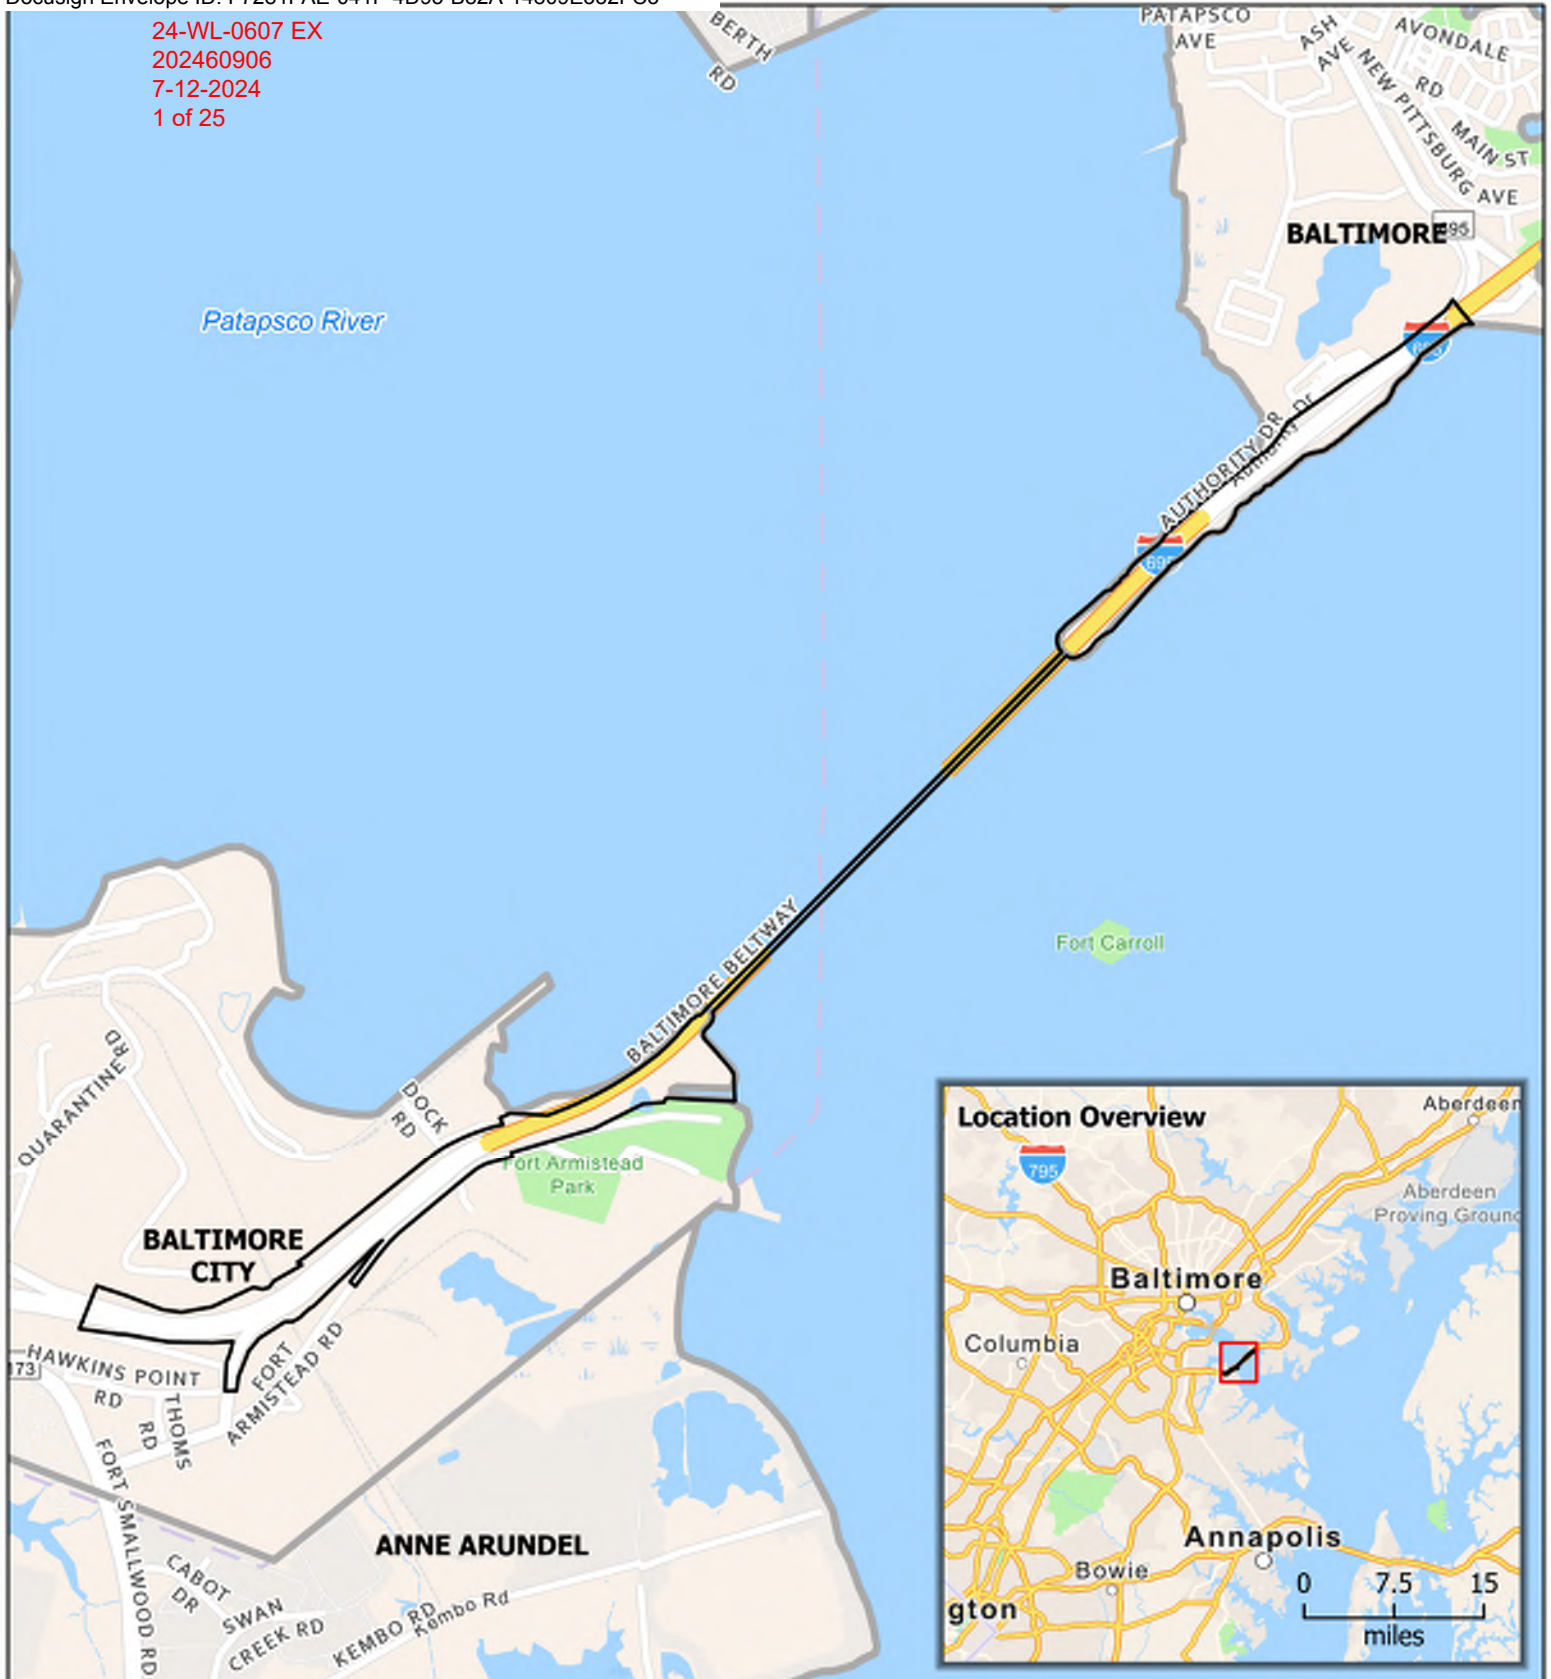 24-WL-0607 EX
202460906
7-12-2024
1 of 25
BERTH
RD
PATAPSCO
AVE
ASH
AVE
AVONDALE
RD
NEW PITTSBURG AVE
MAIN ST
BALTIMORE
695
Patapsco River
AUTHORITY DR
Authority Dr
695
Fort Carroll
BALTIMORE BELTWAY
QUARANTINE
RD
DOCK
RD
Fort Armistead
Park
BALTIMORE
CITY
HAWKINS POINT
RD
173
THOMS
RD
FORT
ARMISTEAD RD
FORT SMALLWOOD RD
ANNE ARUNDEL
CABOT
DR
SWAN
CREEK RD
KEMBO RD
Kembo Rd
Location Overview
795
Aberdeen
Aberdeen
Proving Ground
Baltimore
Columbia
Annapolis
Bowie
gton
0 7.5 15
miles